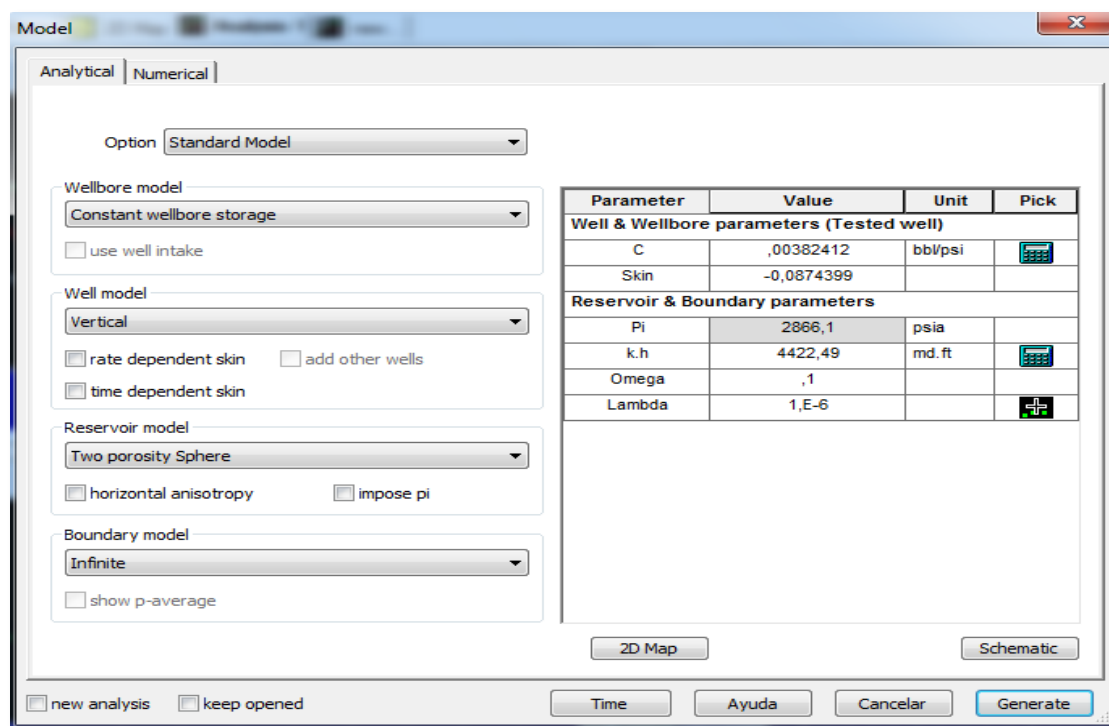 Model
Analytical Numerical
Option Standard Model
Wellbore model
Constant wellbore storage
use well intake
Well model
Vertical
rate dependent skin add other wells
time dependent skin
Reservoir model
Two porosity Sphere
horizontal anisotropy impose pi
Boundary model
Infinite
show p-average
Parameter Value Unit Pick
Well & Wellbore parameters (Tested well)
C ,00382412 bbl/psi
Skin -0,0874399
Reservoir & Boundary parameters
Pi 2866,1 psia
k.h 4422,49 md.ft
Omega ,1
Lambda 1,E-6
2D Map Schematic
new analysis keep opened Time Ayuda Cancelar Generate